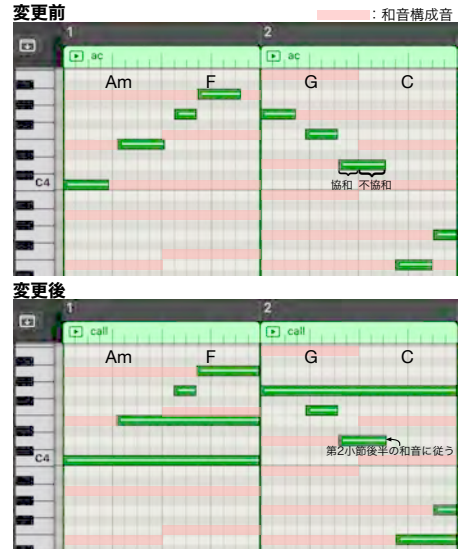 変更前
：和音構成音
1 2
ac ac
Am F G C
協和 不協和
C4
変更後
1 2
call call
Am F G C
第2小節後半の和音に従う
C4